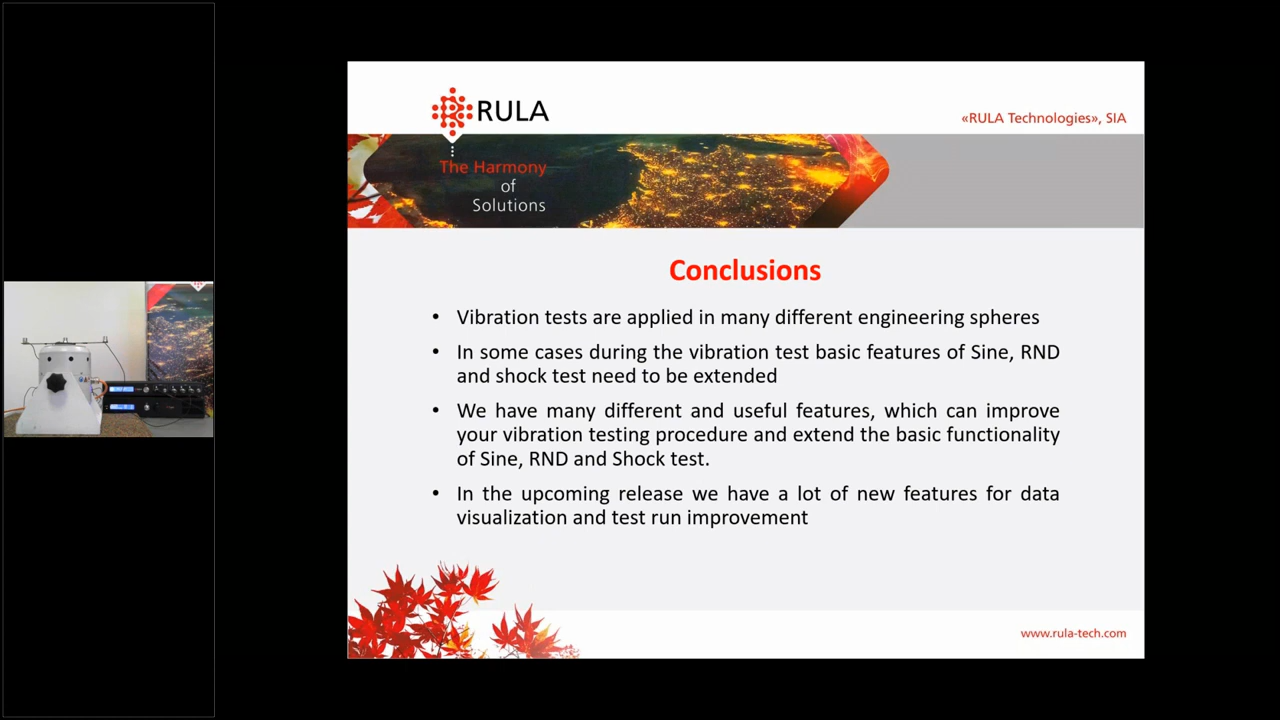 RULA
«RULA Technologies», SIA
The Harmony
of
Solutions
Conclusions
• Vibration tests are applied in many different engineering spheres
• In some cases during the vibration test basic features of Sine, RND
and shock test need to be extended
• We have many different and useful features, which can improve
your vibration testing procedure and extend the basic functionality
of Sine, RND and Shock test.
• In the upcoming release we have a lot of new features for data
visualization and test run improvement
www.rula-tech.com